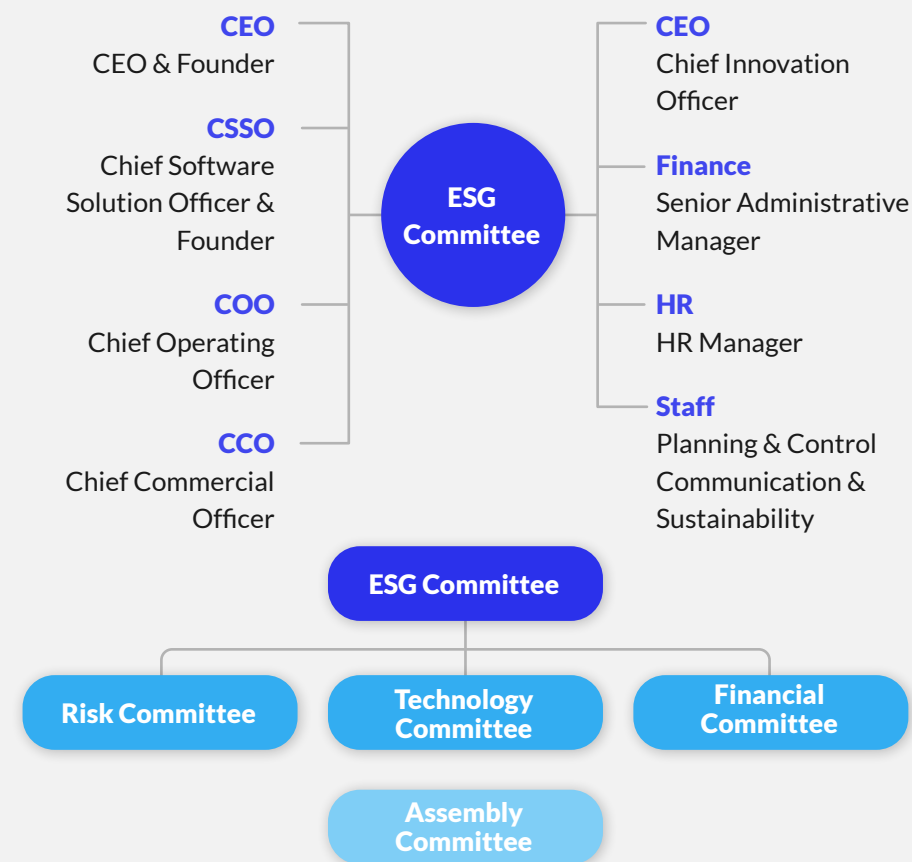 CEO
CEO & Founder
CSSO
Chief Software
Solution Officer &
Founder
COO
Chief Operating
Officer
CCO
Chief Commercial
Officer
ESG
Committee
CEO
Chief Innovation
Officer
Finance
Senior Administrative
Manager
HR
HR Manager
Staff
Planning & Control
Communication &
Sustainability
ESG Committee
Risk Committee
Technology
Committee
Financial
Committee
Assembly
Committee